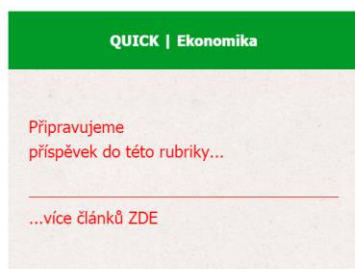 QUICK | Ekonomika
Připravujeme
příspěvek do této rubriky...
...více článků ZDE